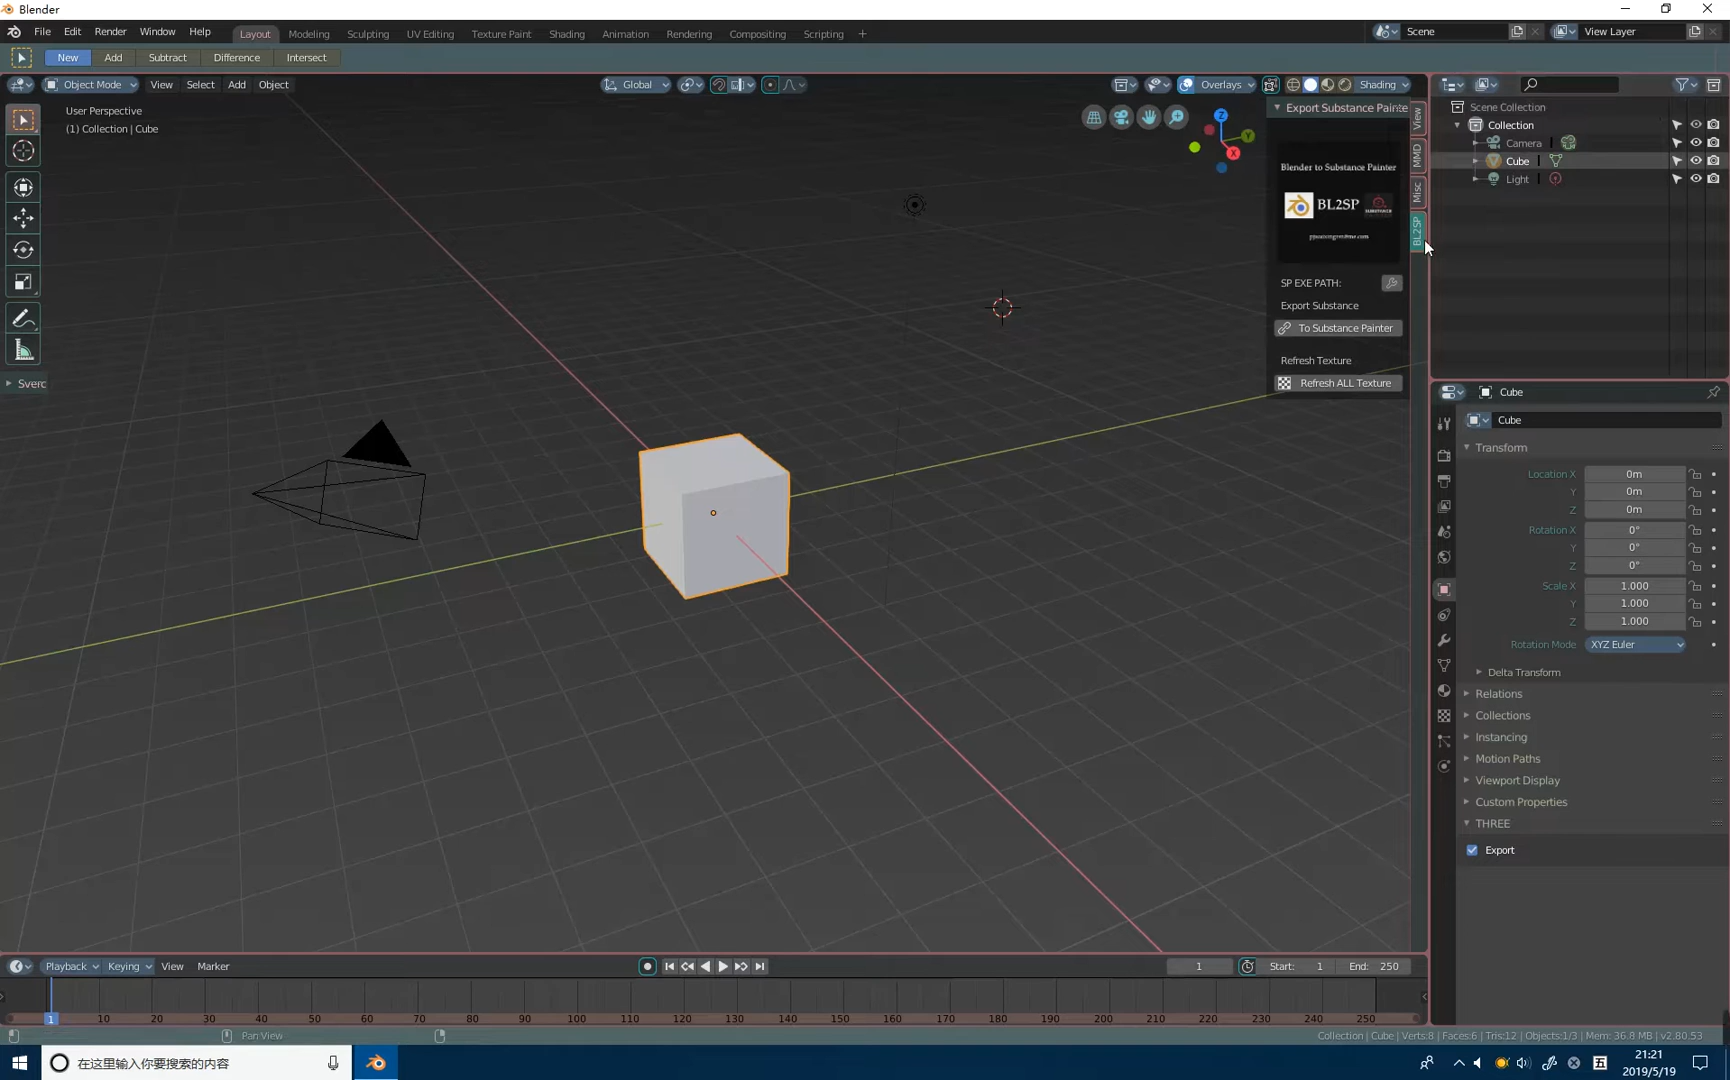 Blender
File Edit Render Window Help Layout Modeling Sculpting UV Editing Texture Paint Shading Animation Rendering Compositing Scripting + Scene View Layer
New Add Subtract Difference Intersect
Object Mode View Select Add Object Global Overlays Shading
User Perspective
(1) Collection | Cube
Export Substance Painte
Blender to Substance Painter
BL2SP
SUBSTANCE
SP EXE PATH:
Export Substance
To Substance Painter
Refresh Texture
Refresh ALL Texture
View
MMD
Misc
BL2SP
Z
Y
X
Sverc
Scene Collection
Collection
Camera
Cube
Light
Cube
Cube
Transform
Location X 0m
Y 0m
Z 0m
Rotation X 0°
Y 0°
Z 0°
Scale X 1.000
Y 1.000
Z 1.000
Rotation Mode XYZ Euler
Delta Transform
Relations
Collections
Instancing
Motion Paths
Viewport Display
Custom Properties
THREE
Export
Playback Keying View Marker 1 Start: 1 End: 250
1 10 20 30 40 50 60 70 80 90 100 110 120 130 140 150 160 170 180 190 200 210 220 230 240 250
Pan View
Collection | Cube | Verts:8 | Faces:6 | Tris:12 | Objects:1/3 | Mem: 36.8 MB | v2.80.53
在这里输入你要搜索的内容
五
21:21
2019/5/19